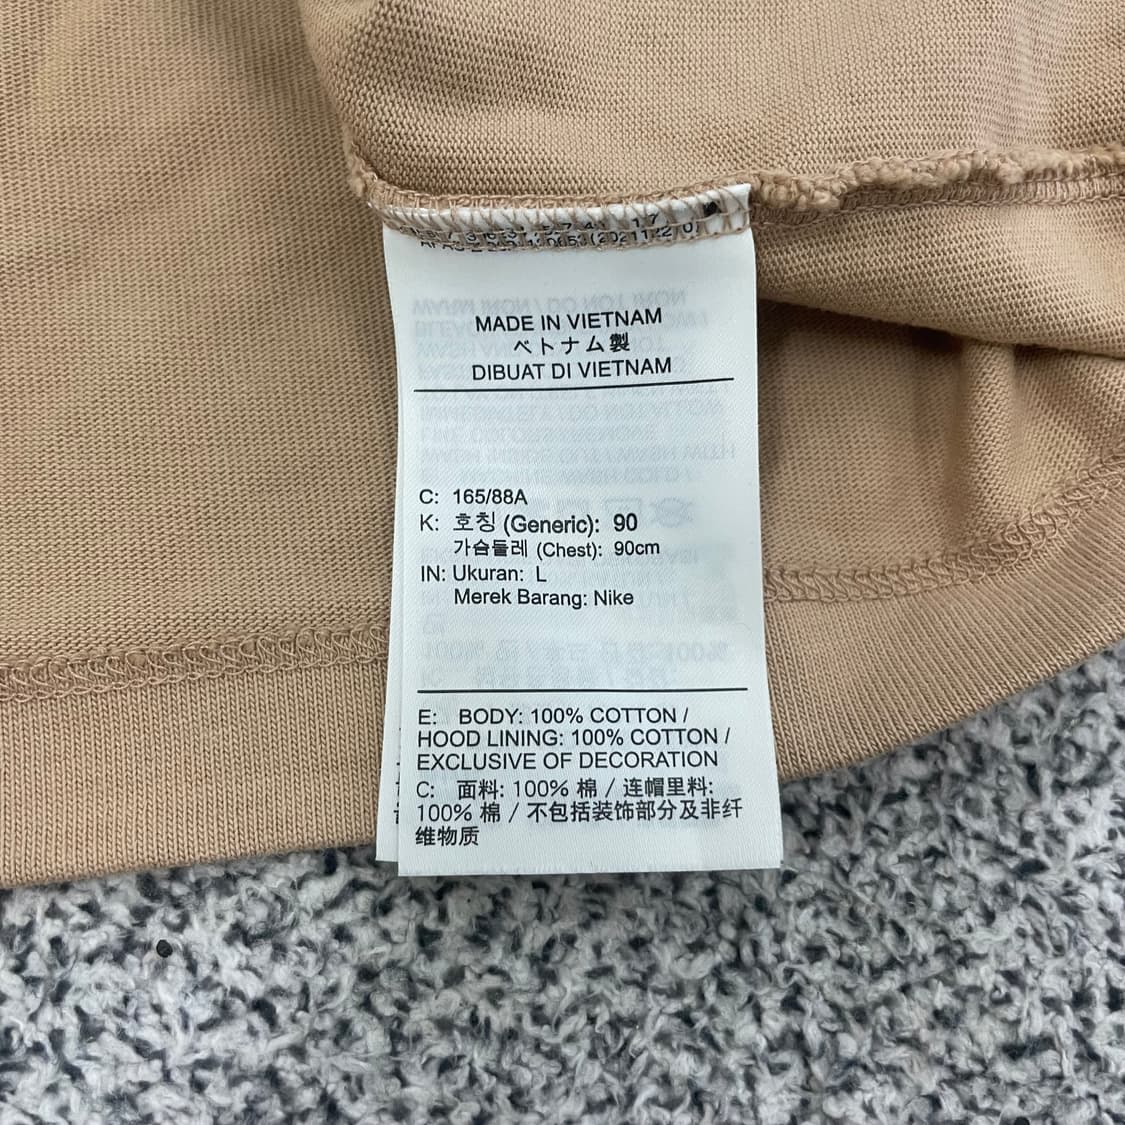 MADE IN VIETNAM
ベトナム製
DIBUAT DI VIETNAM
C: 165/88A
K: 호칭 (Generic): 90
가슴둘레 (Chest): 90cm
IN: Ukuran: L
Merek Barang: Nike
E: BODY: 100% COTTON /
HOOD LINING: 100% COTTON /
EXCLUSIVE OF DECORATION
C: 面料: 100% 棉 / 连帽里料:
100% 棉 / 不包括装饰部分及非纤
维物质